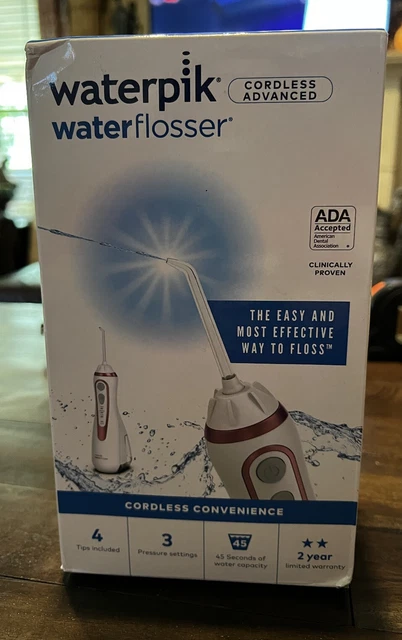 waterpik®
CORDLESS
ADVANCED
waterflosser®
ADA
Accepted
American
Dental
Association
CLINICALLY
PROVEN
THE EASY AND
MOST EFFECTIVE
WAY TO FLOSS™
CORDLESS CONVENIENCE
4
Tips included
3
Pressure settings
45
45 Seconds of
water capacity
2 year
limited warranty